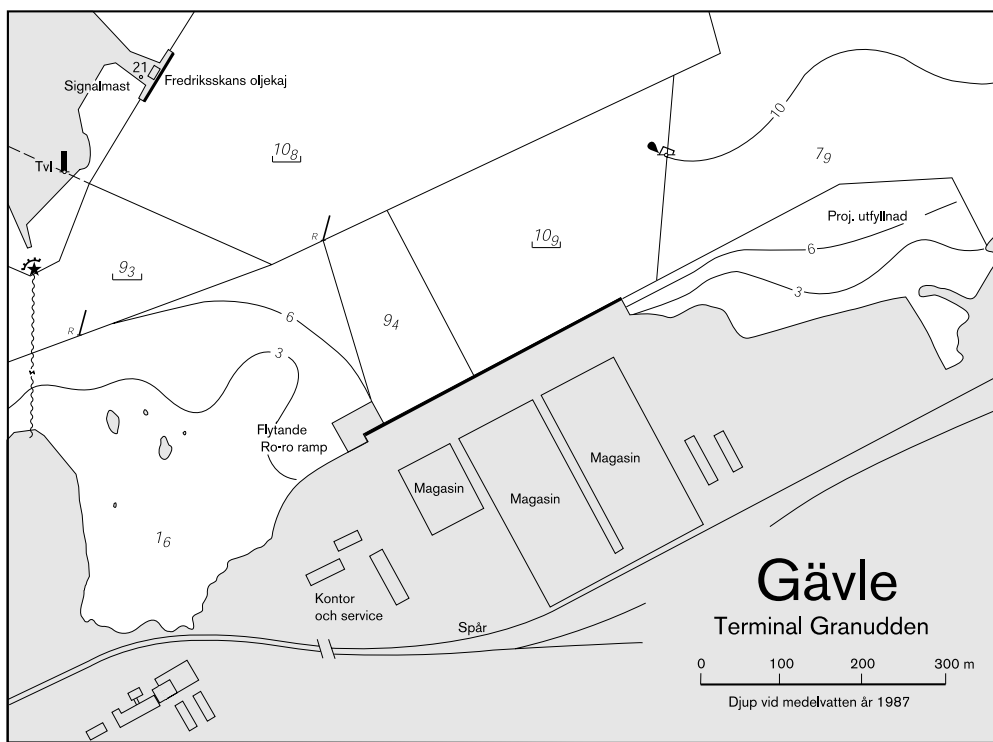 21
Signalmast
Fredriksskans oljekaj
10
10₈
7₉
Tvl
Proj. utfyllnad
R
10₉
6
9₃
3
6
9₄
R
3
Flytande
Ro-ro ramp
Magasin
Magasin
Magasin
1₆
Kontor
och service
Spår
Gävle
Terminal Granudden
0 100 200 300 m
Djup vid medelvatten år 1987